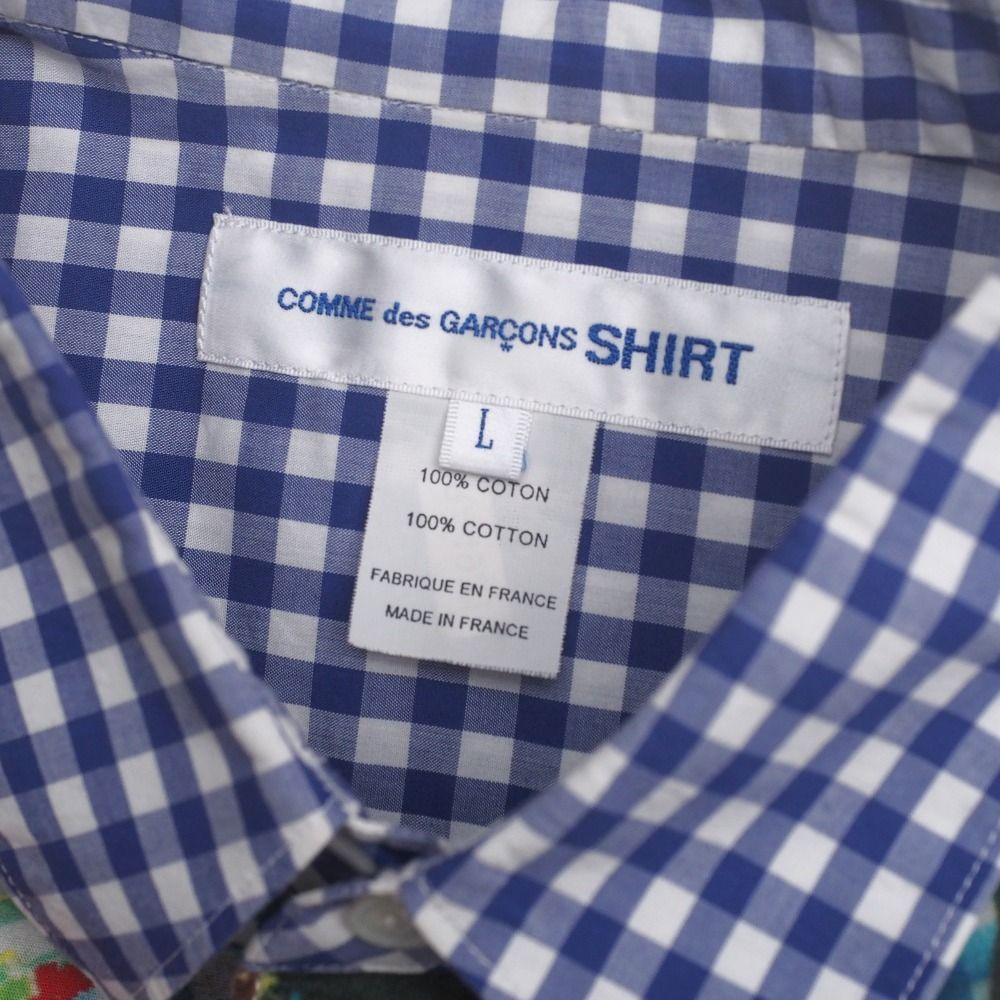 COMME des GARÇONS SHIRT
L
100% COTON
100% COTTON
FABRIQUE EN FRANCE
MADE IN FRANCE